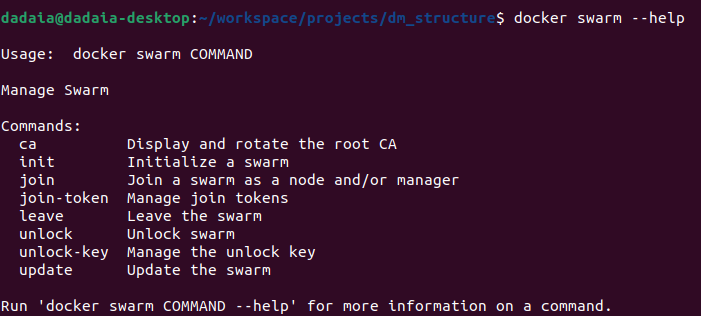 dadaia@dadaia-desktop:~/workspace/projects/dm_structure$ docker swarm --help
Usage:  docker swarm COMMAND
Manage Swarm
Commands:
  ca          Display and rotate the root CA
  init        Initialize a swarm
  join        Join a swarm as a node and/or manager
  join-token  Manage join tokens
  leave       Leave the swarm
  unlock      Unlock swarm
  unlock-key  Manage the unlock key
  update      Update the swarm
Run 'docker swarm COMMAND --help' for more information on a command.